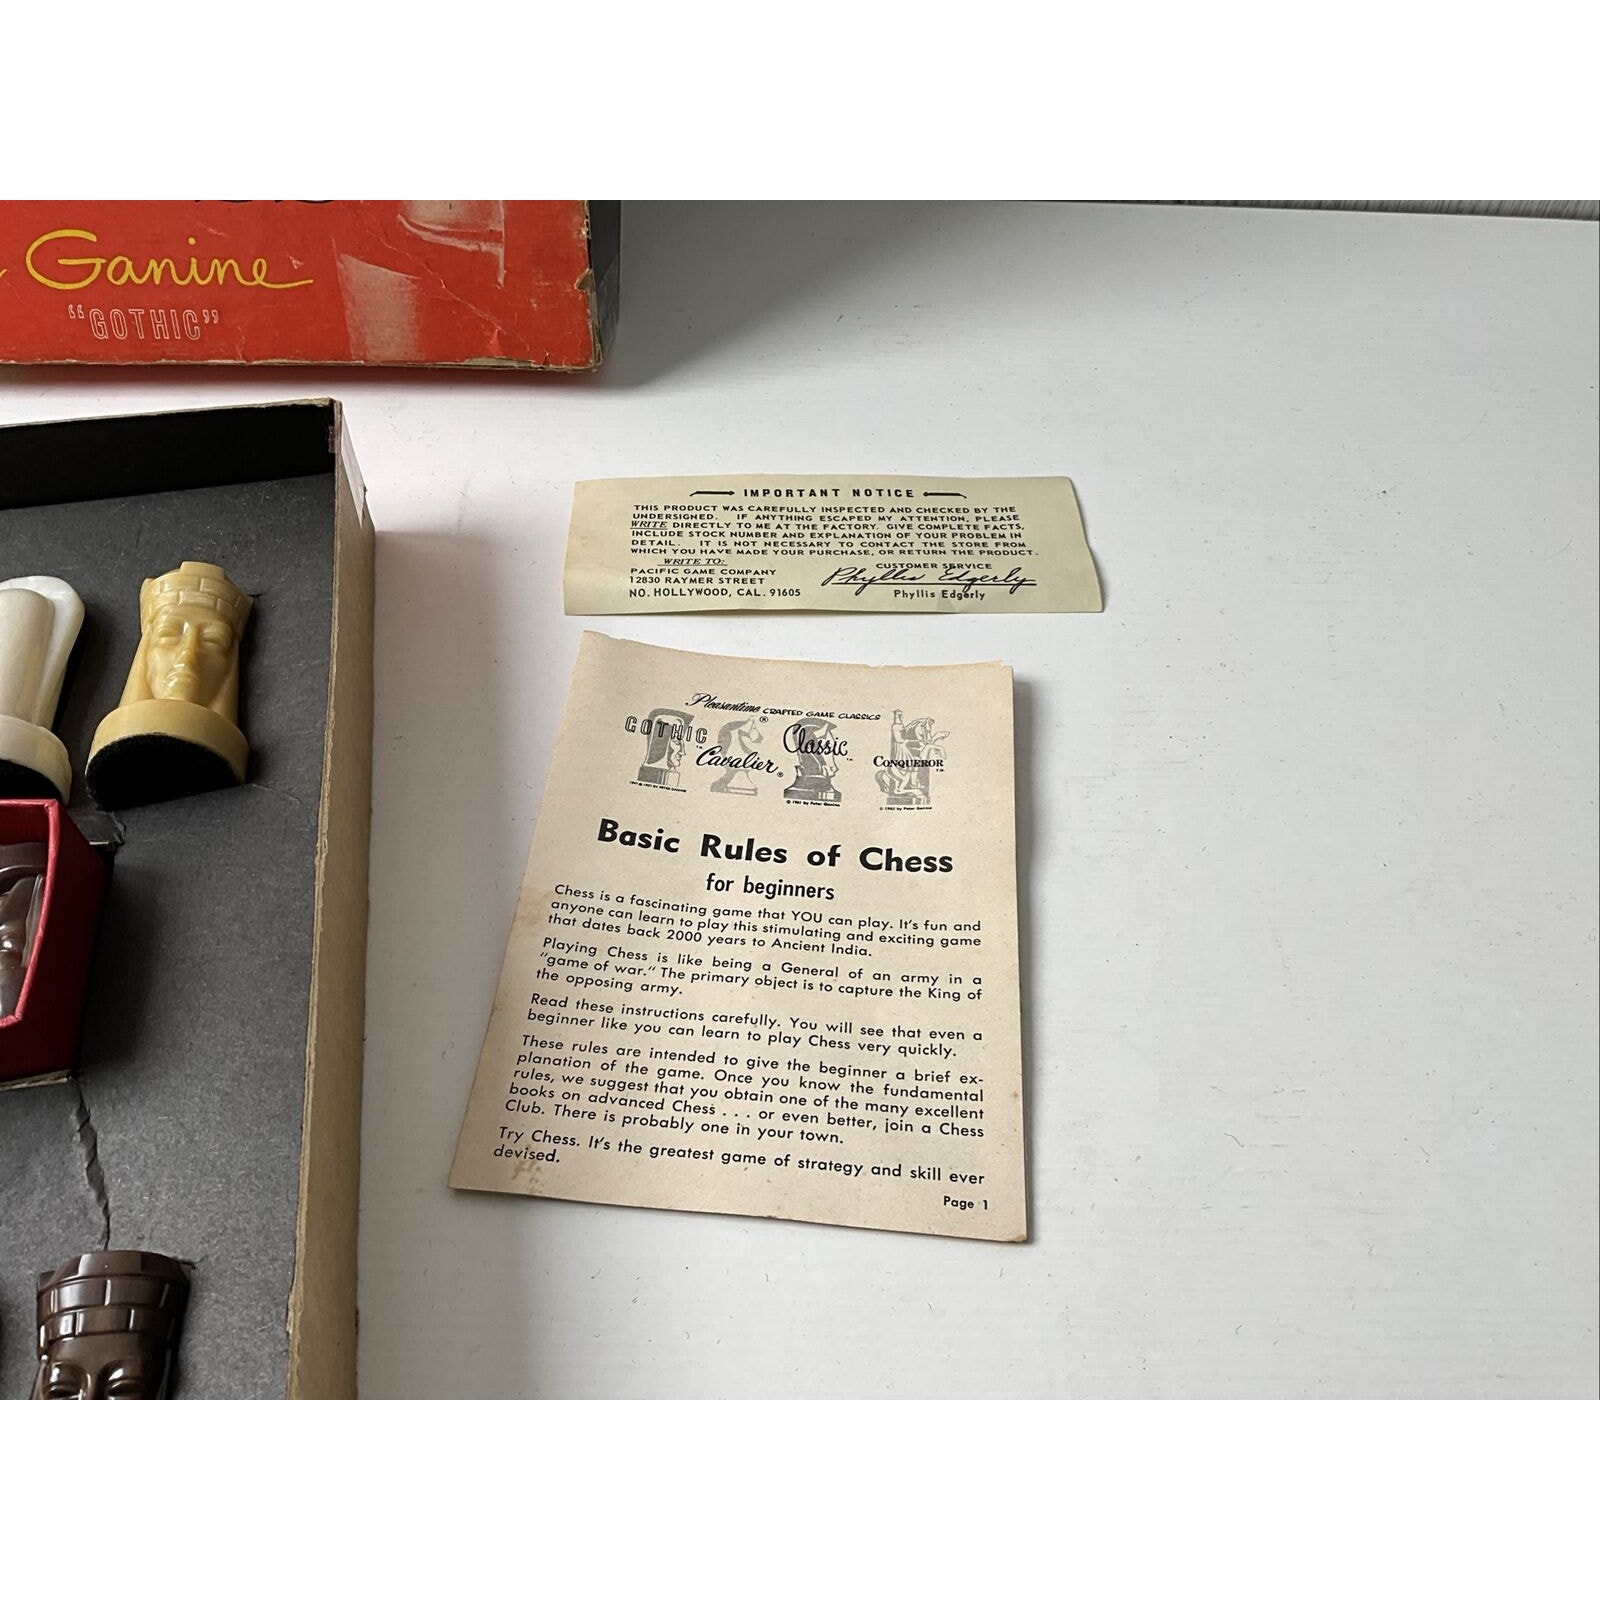 Ganine
"GOTHIC"
IMPORTANT NOTICE
THIS PRODUCT WAS CAREFULLY INSPECTED AND CHECKED BY THE
UNDERSIGNED. IF ANYTHING ESCAPED MY ATTENTION, PLEASE
WRITE DIRECTLY TO ME AT THE FACTORY. GIVE COMPLETE FACTS,
INCLUDE STOCK NUMBER AND EXPLANATION OF YOUR PROBLEM IN
DETAIL. IT IS NOT NECESSARY TO CONTACT THE STORE FROM
WHICH YOU HAVE MADE YOUR PURCHASE, OR RETURN THE PRODUCT.
WRITE TO:
PACIFIC GAME COMPANY
12830 RAYMER STREET
NO. HOLLYWOOD, CAL. 91605
CUSTOMER SERVICE
Phyllis Edgerly
Phyllis Edgerly
Pleasantime CRAFTED GAME CLASSICS
GOTHIC
Cavalier®
Classic
CONQUEROR
© 1961 by Peter Ganine
© 1962 by Peter Ganine
Basic Rules of Chess
for beginners
Chess is a fascinating game that YOU can play. It's fun and
anyone can learn to play this stimulating and exciting game
that dates back 2000 years to Ancient India.
Playing Chess is like being a General of an army in a
"game of war." The primary object is to capture the King of
the opposing army.
Read these instructions carefully. You will see that even a
beginner like you can learn to play Chess very quickly.
These rules are intended to give the beginner a brief ex-
planation of the game. Once you know the fundamental
rules, we suggest that you obtain one of the many excellent
books on advanced Chess . . . or even better, join a Chess
Club. There is probably one in your town.
Try Chess. It's the greatest game of strategy and skill ever
devised.
Page 1